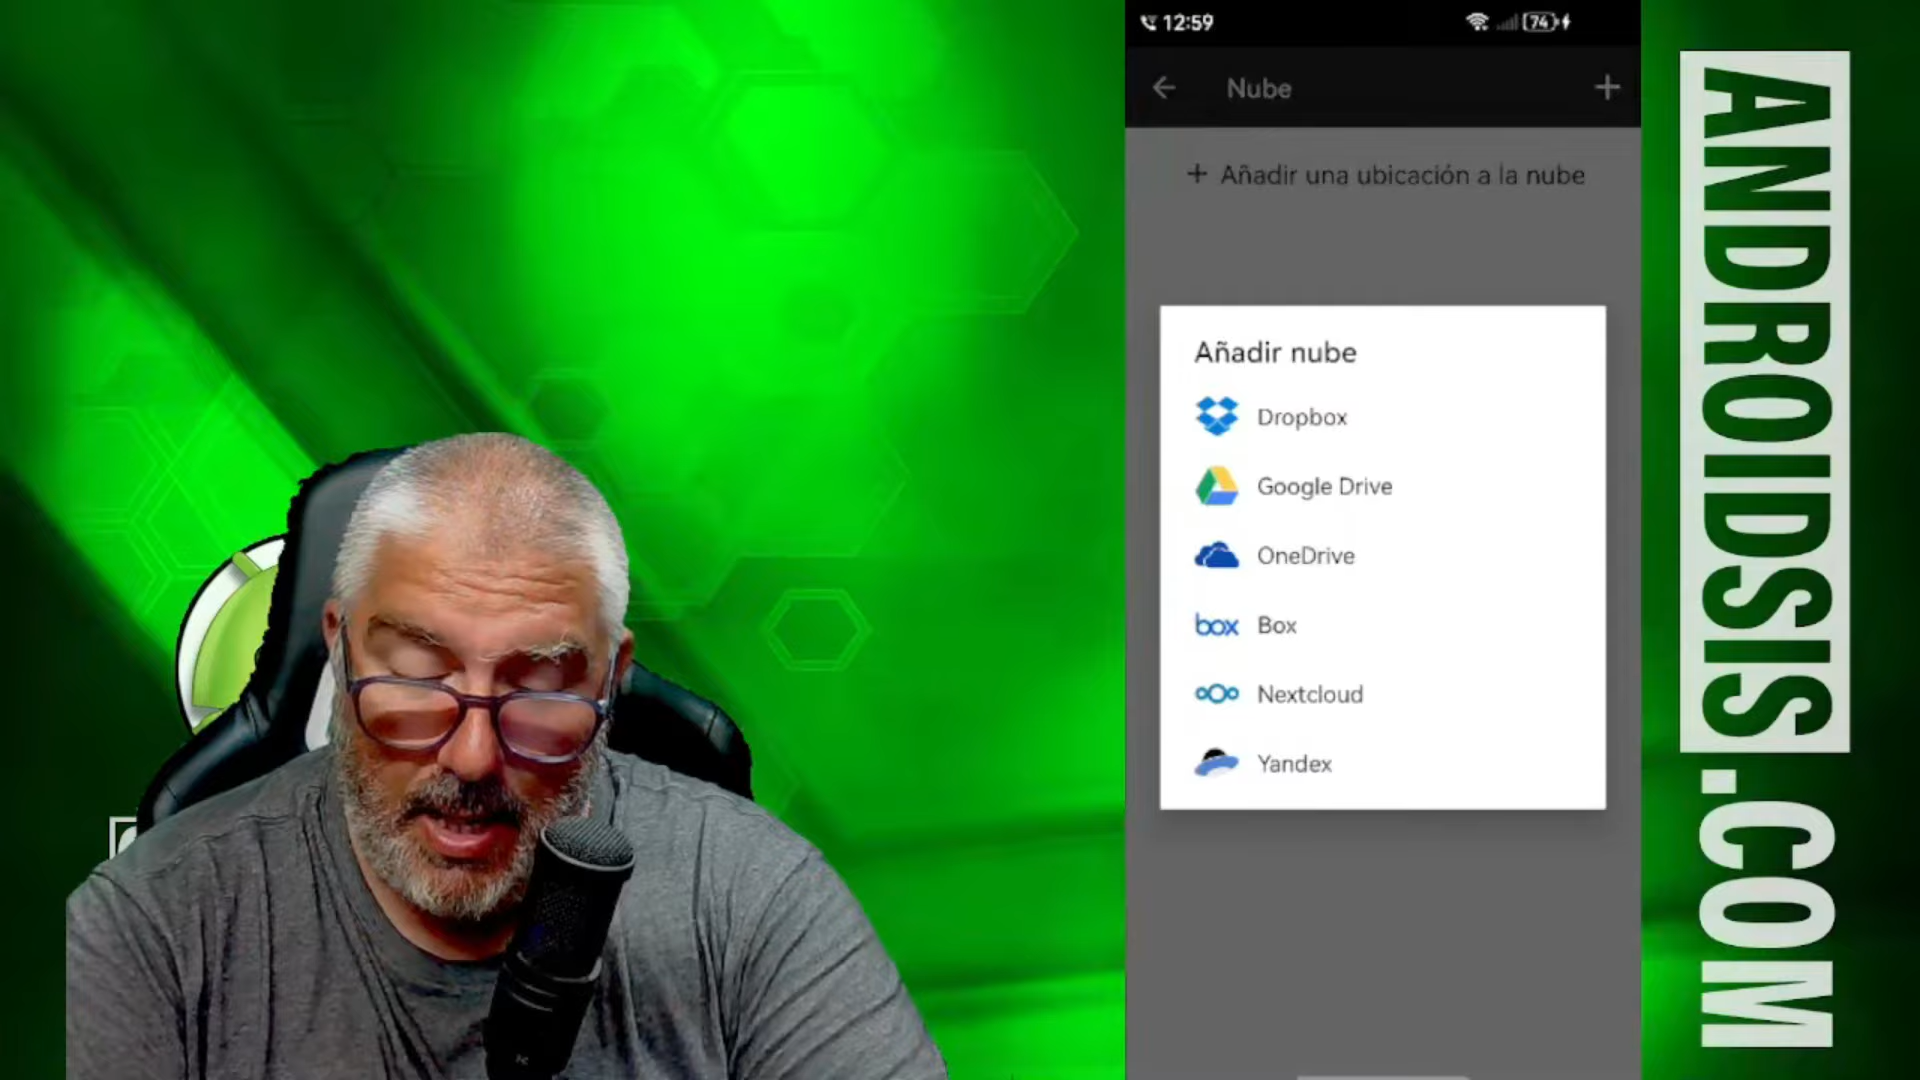 12:59
74
Nube
+ Añadir una ubicación a la nube
Añadir nube
Dropbox
Google Drive
OneDrive
box Box
Nextcloud
Yandex
ANDROIDSIS.COM